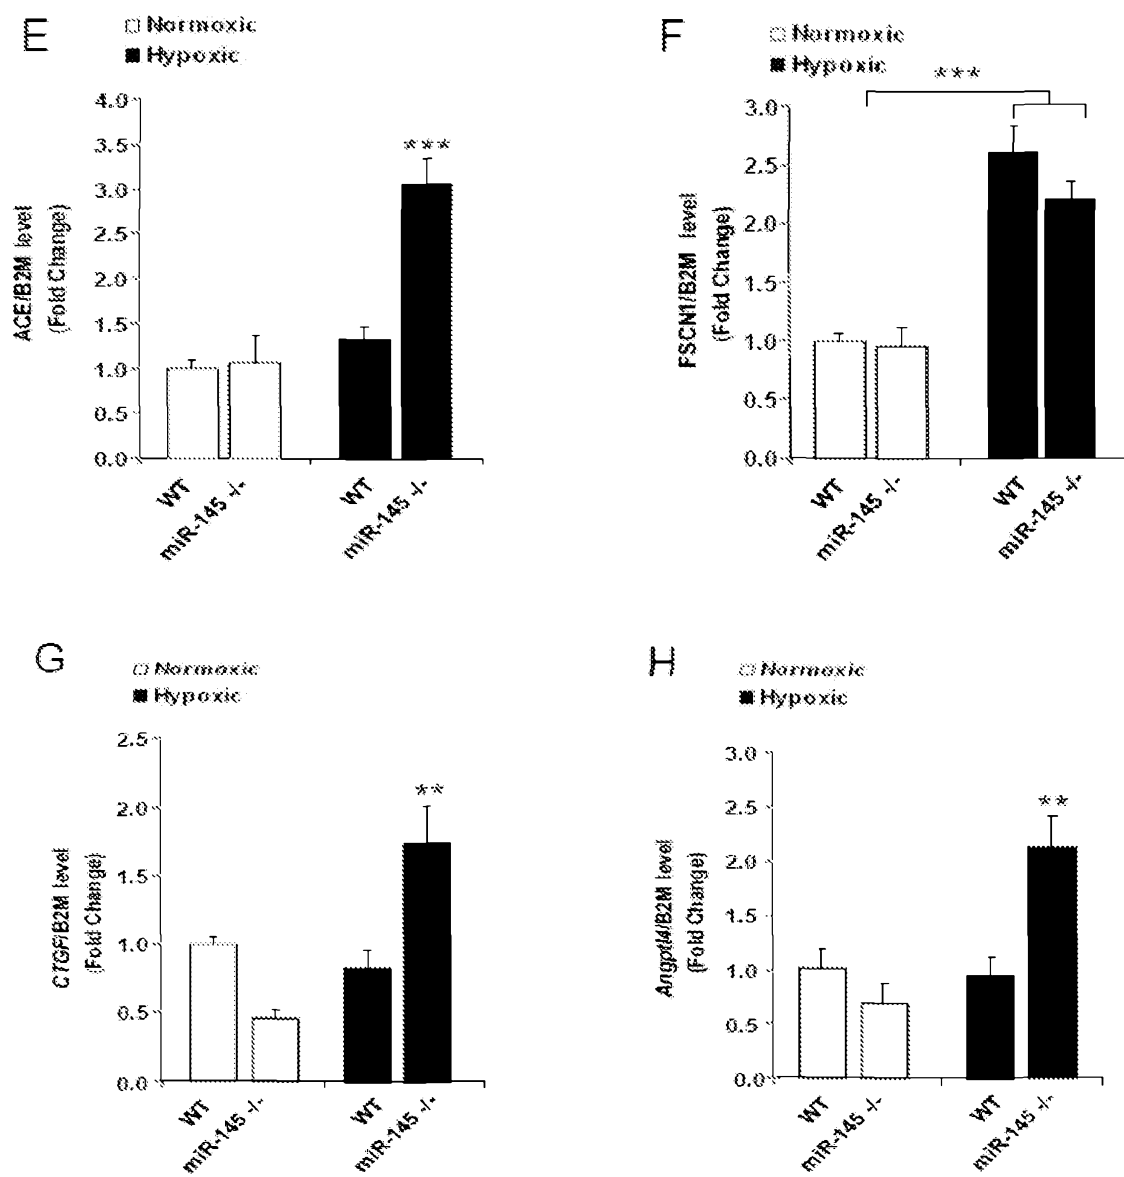 E
Normoxic
Hypoxic
ACE/B2M level
(Fold Change)
4.0
3.5
3.0
2.5
2.0
1.5
1.0
0.5
0.0
***
WT
miR-145 -/-
WT
miR-145 -/-
F
Normoxic
Hypoxic
***
FSCN1/B2M level
(Fold Change)
3.0
2.5
2.0
1.5
1.0
0.5
0.0
WT
miR-145 -/-
WT
miR-145 -/-
G
Normoxic
Hypoxic
CTGF/B2M level
(Fold Change)
2.5
2.0
1.5
1.0
0.5
0.0
**
WT
miR-145 -/-
WT
miR-145 -/-
H
Normoxic
Hypoxic
Angptl4/B2M level
(Fold Change)
3.0
2.5
2.0
1.5
1.0
0.5
0.0
**
WT
miR-145 -/-
WT
miR-145 -/-